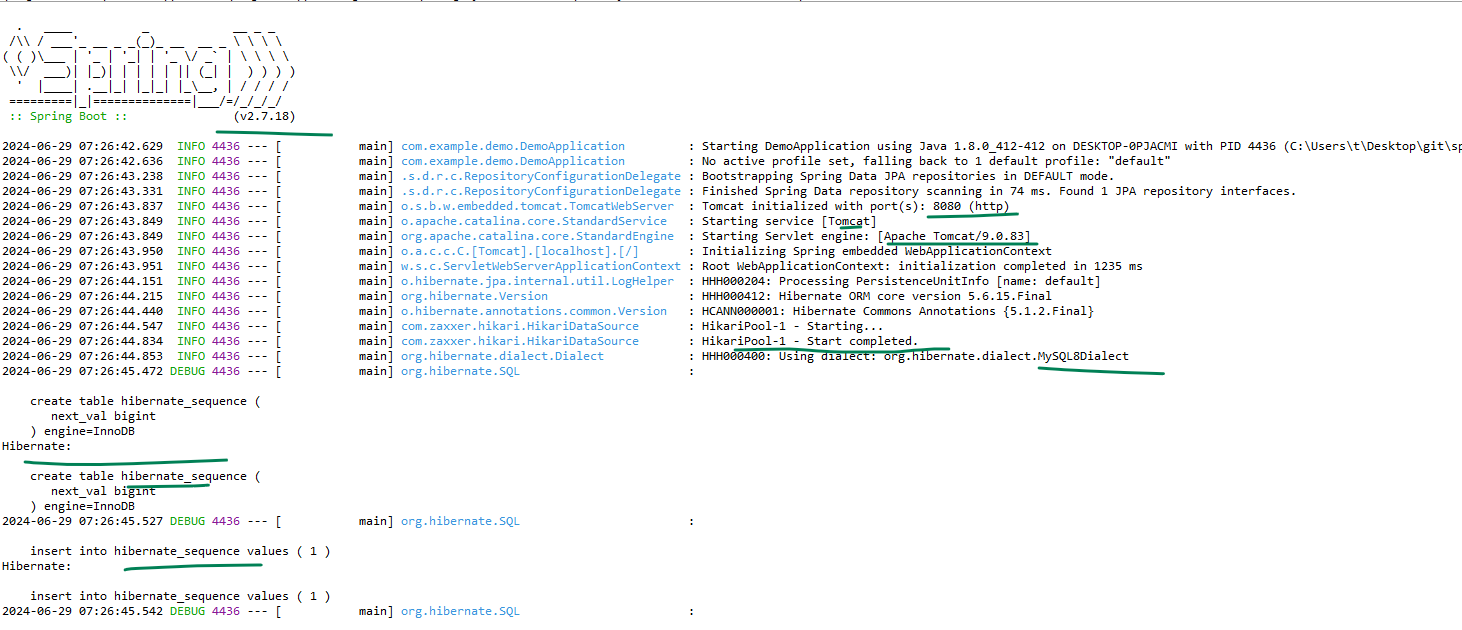 .   ____          _            __ _ _
 /\\ / ___'_ __ _ _(_)_ __  __ _ \ \ \ \
( ( )\___ | '_ | '_| | '_ \/ _` | \ \ \ \
 \\/  ___)| |_)| | | | | || (_| |  ) ) ) )
  '  |____| .__|_| |_|_| |_\__, | / / / /
 =========|_|==============|___/=/_/_/_/
 :: Spring Boot ::               (v2.7.18)
2024-06-29 07:26:42.629  INFO 4436 --- [           main] com.example.demo.DemoApplication         : Starting DemoApplication using Java 1.8.0_412-412 on DESKTOP-0PJACMI with PID 4436 (C:\Users\t\Desktop\git\sp
2024-06-29 07:26:42.636  INFO 4436 --- [           main] com.example.demo.DemoApplication         : No active profile set, falling back to 1 default profile: "default"
2024-06-29 07:26:43.238  INFO 4436 --- [           main] .s.d.r.c.RepositoryConfigurationDelegate : Bootstrapping Spring Data JPA repositories in DEFAULT mode.
2024-06-29 07:26:43.331  INFO 4436 --- [           main] .s.d.r.c.RepositoryConfigurationDelegate : Finished Spring Data repository scanning in 74 ms. Found 1 JPA repository interfaces.
2024-06-29 07:26:43.837  INFO 4436 --- [           main] o.s.b.w.embedded.tomcat.TomcatWebServer  : Tomcat initialized with port(s): 8080 (http)
2024-06-29 07:26:43.849  INFO 4436 --- [           main] o.apache.catalina.core.StandardService   : Starting service [Tomcat]
2024-06-29 07:26:43.849  INFO 4436 --- [           main] org.apache.catalina.core.StandardEngine  : Starting Servlet engine: [Apache Tomcat/9.0.83]
2024-06-29 07:26:43.950  INFO 4436 --- [           main] o.a.c.c.C.[Tomcat].[localhost].[/]       : Initializing Spring embedded WebApplicationContext
2024-06-29 07:26:43.951  INFO 4436 --- [           main] w.s.c.ServletWebServerApplicationContext : Root WebApplicationContext: initialization completed in 1235 ms
2024-06-29 07:26:44.151  INFO 4436 --- [           main] o.hibernate.jpa.internal.util.LogHelper  : HHH000204: Processing PersistenceUnitInfo [name: default]
2024-06-29 07:26:44.215  INFO 4436 --- [           main] org.hibernate.Version                    : HHH000412: Hibernate ORM core version 5.6.15.Final
2024-06-29 07:26:44.440  INFO 4436 --- [           main] o.hibernate.annotations.common.Version   : HCANN000001: Hibernate Commons Annotations {5.1.2.Final}
2024-06-29 07:26:44.547  INFO 4436 --- [           main] com.zaxxer.hikari.HikariDataSource       : HikariPool-1 - Starting...
2024-06-29 07:26:44.834  INFO 4436 --- [           main] com.zaxxer.hikari.HikariDataSource       : HikariPool-1 - Start completed.
2024-06-29 07:26:44.853  INFO 4436 --- [           main] org.hibernate.dialect.Dialect            : HHH000400: Using dialect: org.hibernate.dialect.MySQL8Dialect
2024-06-29 07:26:45.472 DEBUG 4436 --- [           main] org.hibernate.SQL                        :
    create table hibernate_sequence (
       next_val bigint
    ) engine=InnoDB
Hibernate:
    create table hibernate_sequence (
       next_val bigint
    ) engine=InnoDB
2024-06-29 07:26:45.527 DEBUG 4436 --- [           main] org.hibernate.SQL                        :
    insert into hibernate_sequence values ( 1 )
Hibernate:
    insert into hibernate_sequence values ( 1 )
2024-06-29 07:26:45.542 DEBUG 4436 --- [           main] org.hibernate.SQL                        :